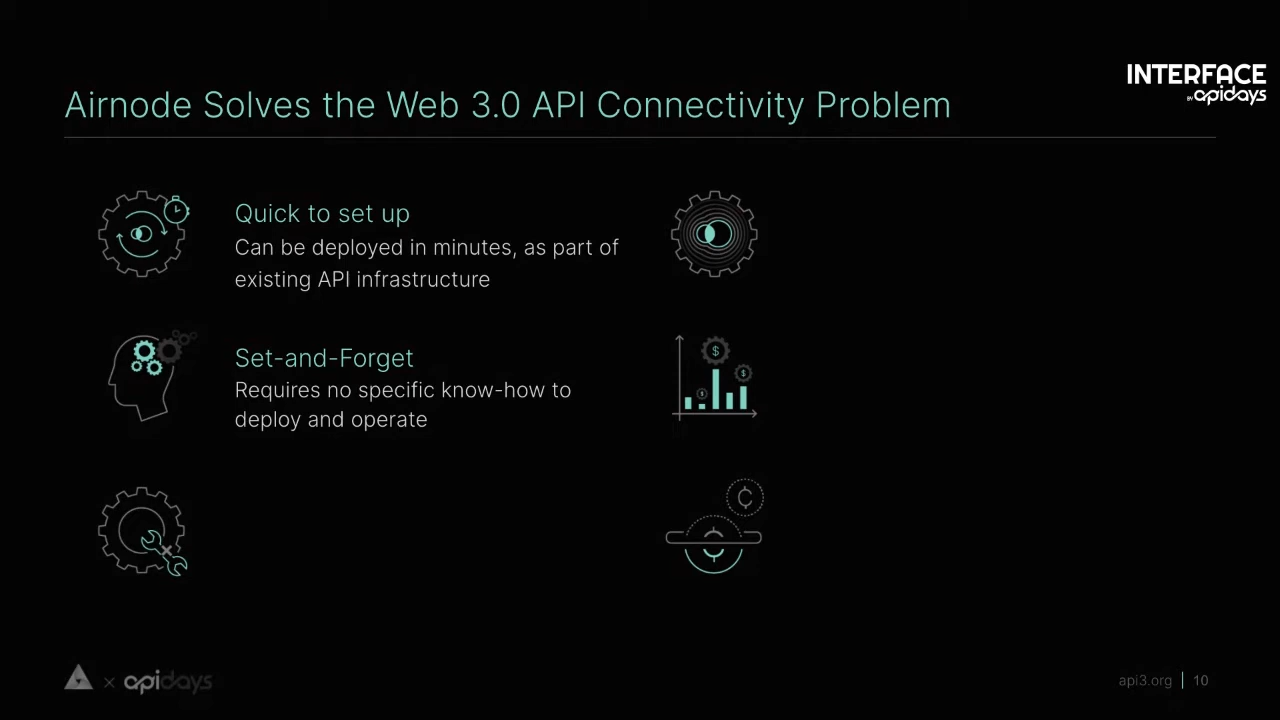 INTERFACE
BY apidays
Airnode Solves the Web 3.0 API Connectivity Problem
Quick to set up
Can be deployed in minutes, as part of
existing API infrastructure
Set-and-Forget
Requires no specific know-how to
deploy and operate
$
$
$
× apidays
api3.org | 10